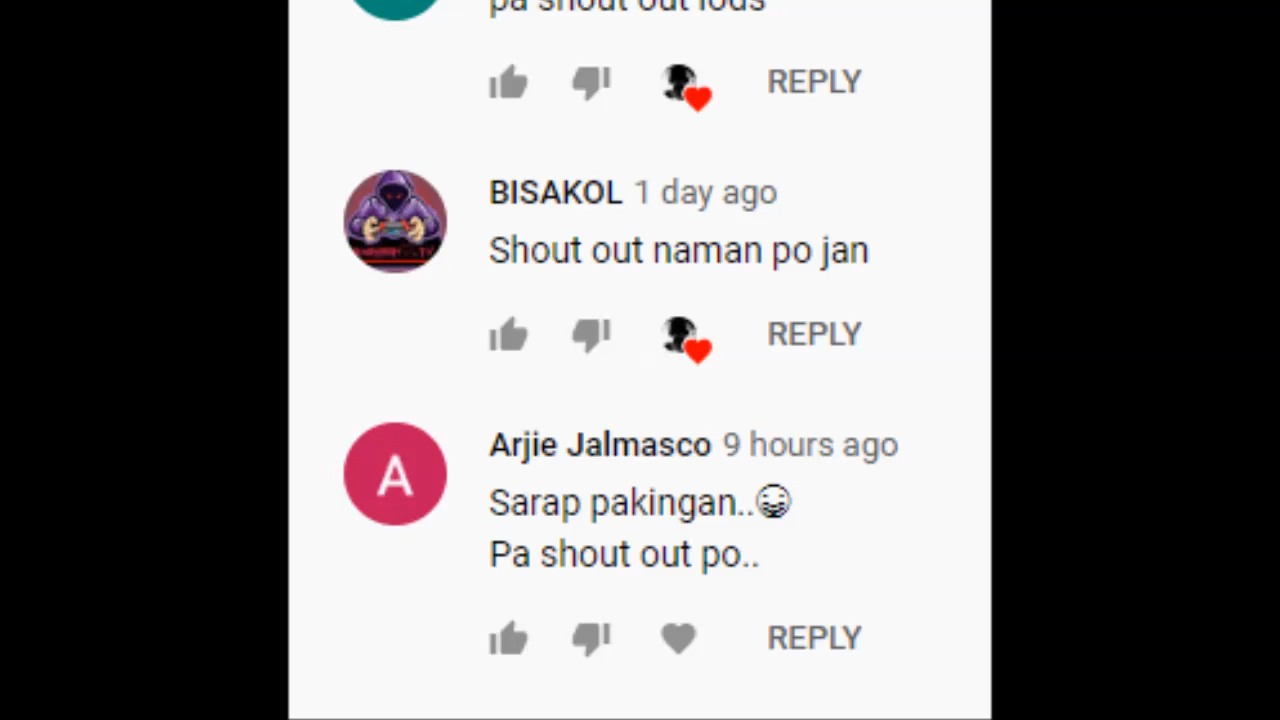 pa shout out lods
REPLY
BISAKOL 1 day ago
Shout out naman po jan
REPLY
Arjie Jalmasco 9 hours ago
A
Sarap pakingan..😂
Pa shout out po..
REPLY